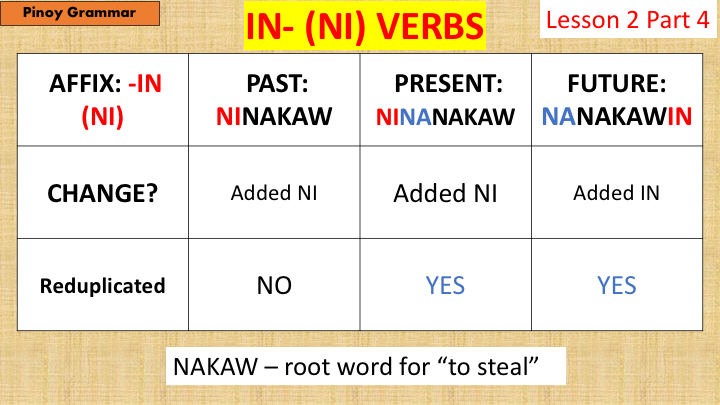 Pinoy Grammar
IN- (NI) VERBS
Lesson 2 Part 4
AFFIX: -IN
(NI)
PAST:
NINAKAW
PRESENT:
NINANAKAW
FUTURE:
NANAKAWIN
CHANGE?
Added NI
Added NI
Added IN
Reduplicated
NO
YES
YES
NAKAW – root word for “to steal”